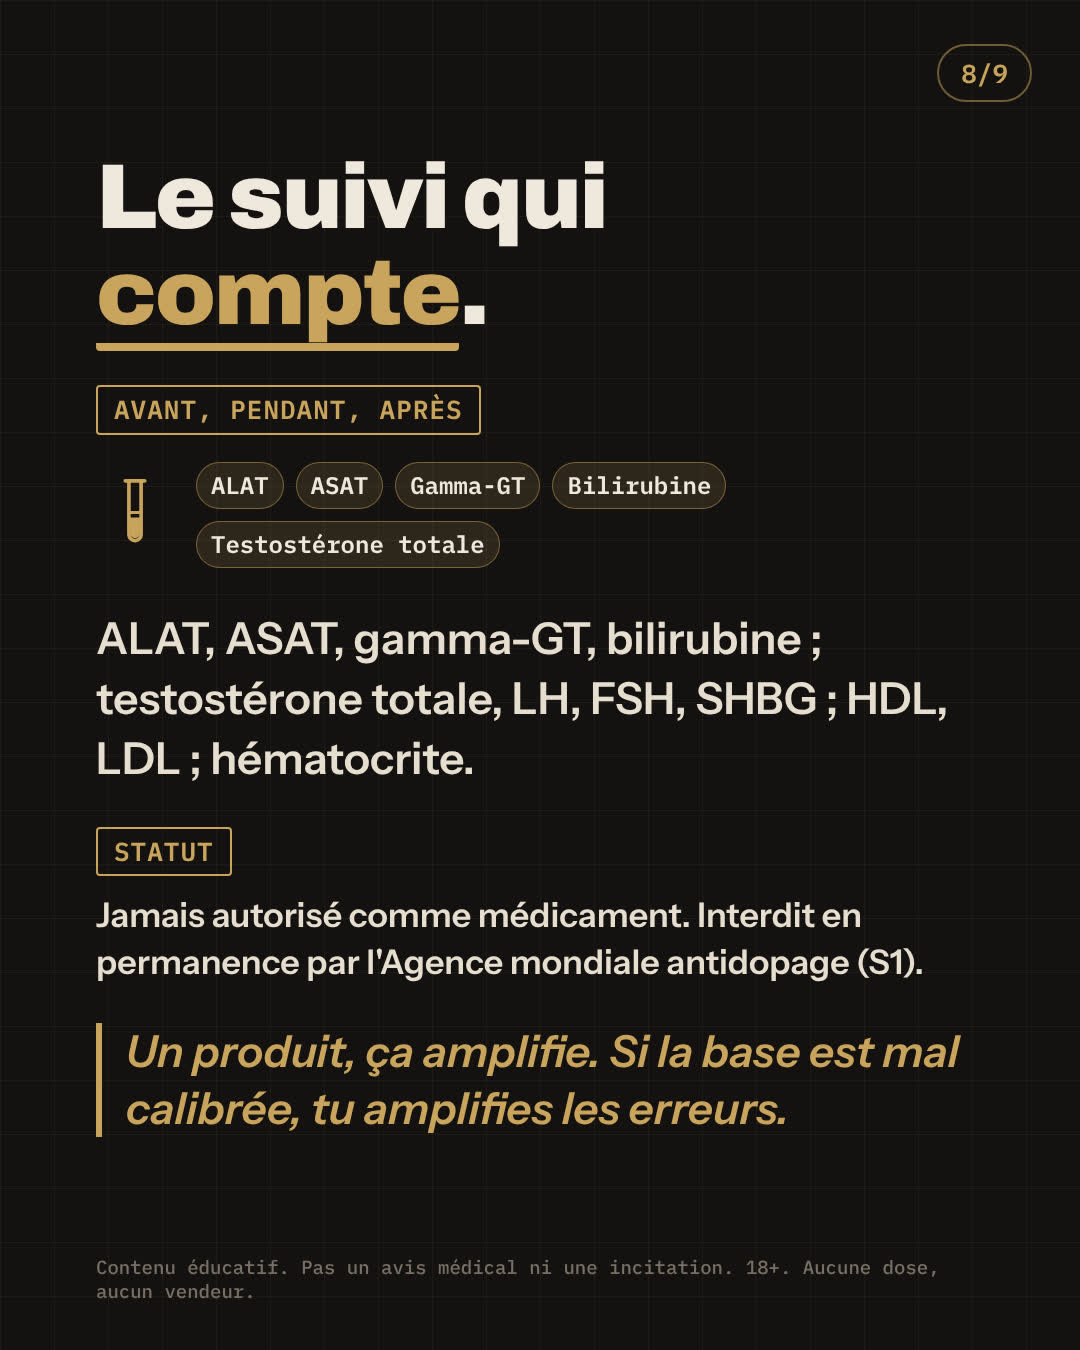 8/9
Le suivi qui
compte.
AVANT, PENDANT, APRÈS
ALAT ASAT Gamma-GT Bilirubine
Testostérone totale
ALAT, ASAT, gamma-GT, bilirubine ;
testostérone totale, LH, FSH, SHBG ; HDL,
LDL ; hématocrite.
STATUT
Jamais autorisé comme médicament. Interdit en
permanence par l'Agence mondiale antidopage (S1).
Un produit, ça amplifie. Si la base est mal
calibrée, tu amplifies les erreurs.
Contenu éducatif. Pas un avis médical ni une incitation. 18+. Aucune dose,
aucun vendeur.